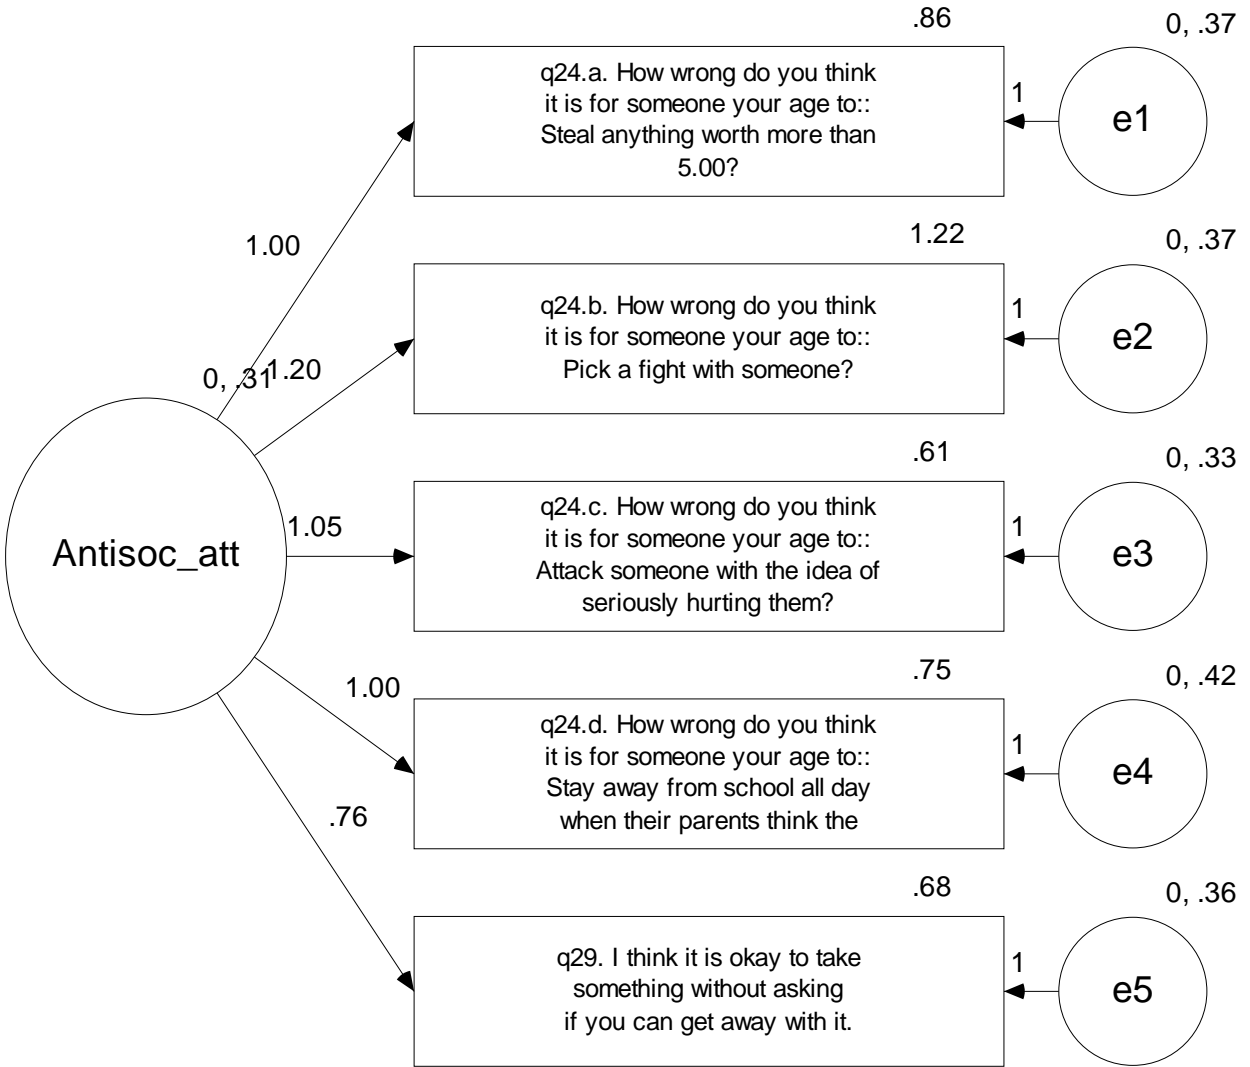 .86
0, .37
q24.a. How wrong do you think
it is for someone your age to::
Steal anything worth more than
5.00?
1
e1
1.00
1.22
0, .37
q24.b. How wrong do you think
it is for someone your age to::
Pick a fight with someone?
1
e2
0, .31
1.20
.61
0, .33
q24.c. How wrong do you think
it is for someone your age to::
Attack someone with the idea of
seriously hurting them?
1
e3
1.05
Antisoc_att
.75
0, .42
q24.d. How wrong do you think
it is for someone your age to::
Stay away from school all day
when their parents think the
1
e4
1.00
.76
.68
0, .36
q29. I think it is okay to take
something without asking
if you can get away with it.
1
e5